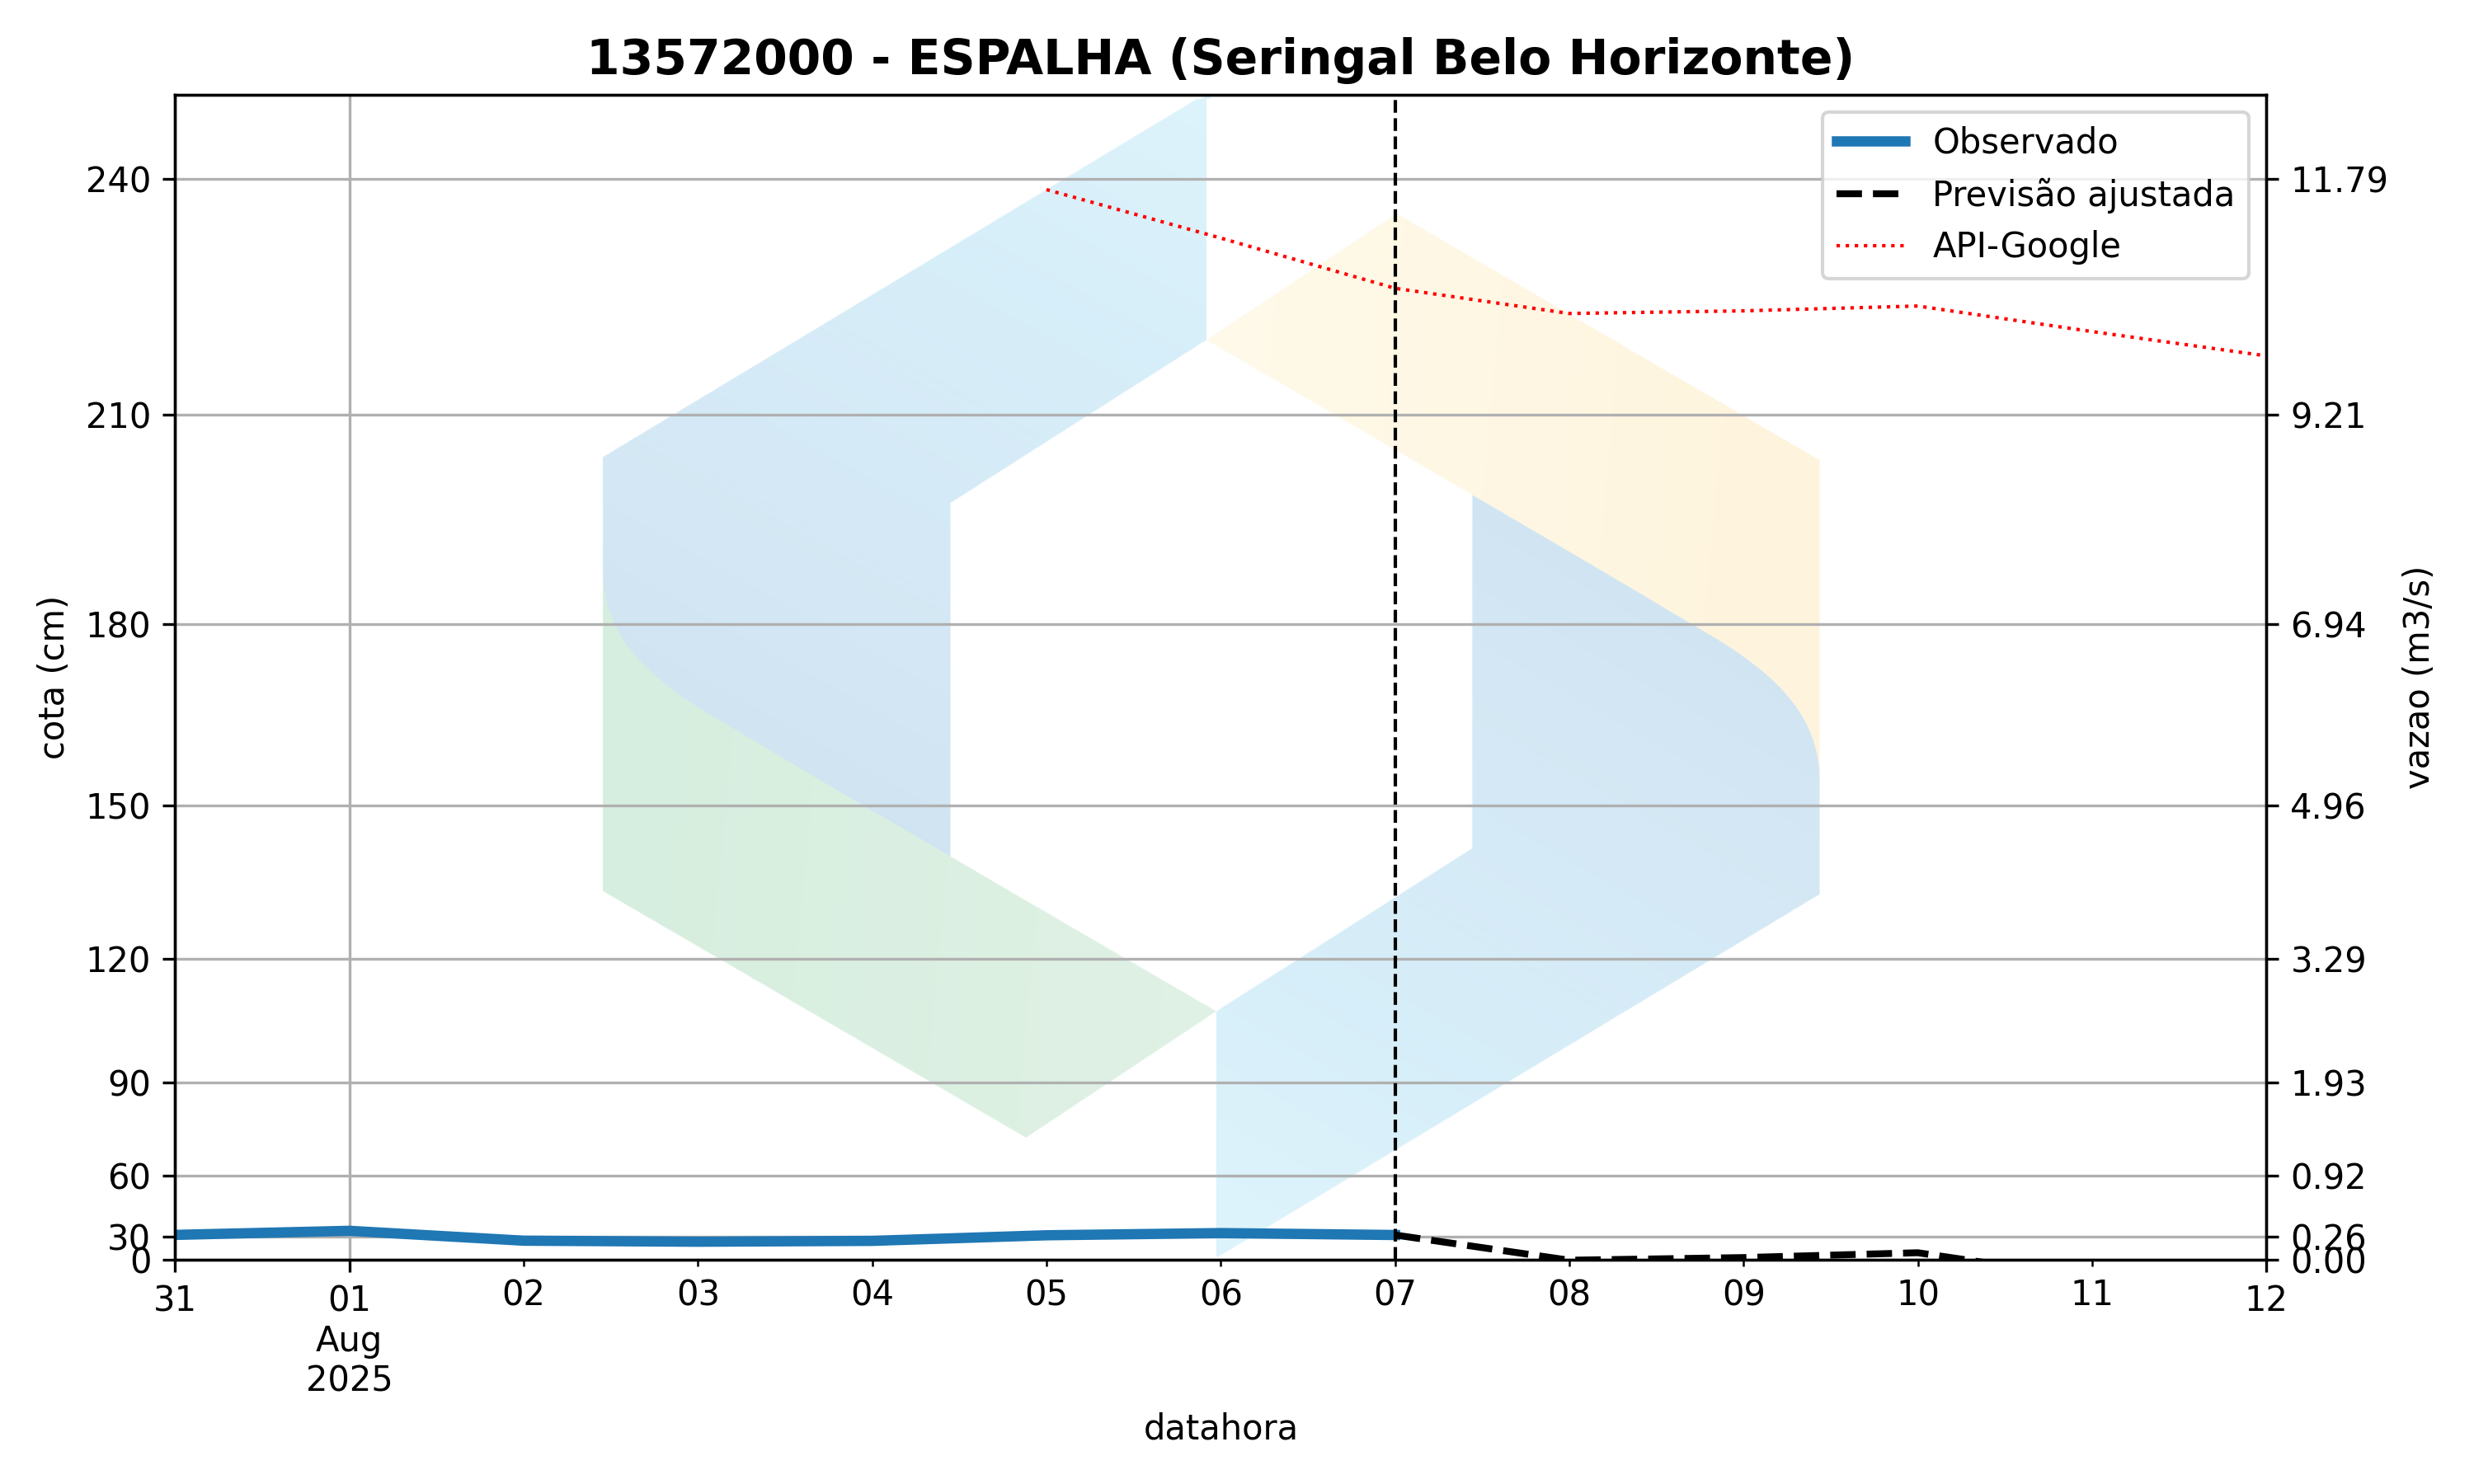 13572000 - ESPALHA (Seringal Belo Horizonte)
Observado
Previsão ajustada
API-Google
cota (cm)
240
210
180
150
120
90
60
30
0
11.79
9.21
6.94
4.96
3.29
1.93
0.92
0.26
0.00
vazao (m3/s)
31 01 02 03 04 05 06 07 08 09 10 11 12
Aug
2025
datahora